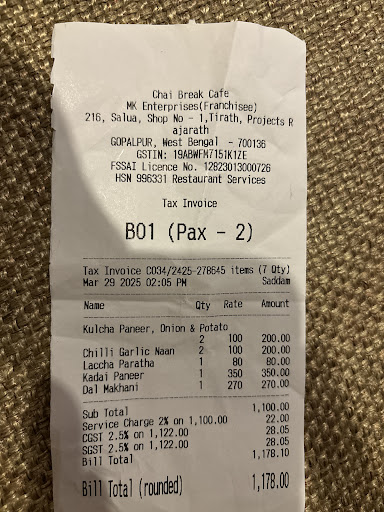 Chai Break Cafe
MK Enterprises(Franchisee)
216, Salua, Shop No - 1,Tirath, Projects R
ajarath
GOPALPUR, West Bengal - 700136
GSTIN: 19ABWFM7151K1ZE
FSSAI Licence No. 12823013000726
HSN 996331 Restaurant Services
Tax Invoice
B01 (Pax - 2)
Tax Invoice C034/2425-278645 items (7 Qty)
Mar 29 2025 02:05 PM Saddam
Name Qty Rate Amount
Kulcha Paneer, Onion & Potato
2 100 200.00
Chilli Garlic Naan 2 100 200.00
Laccha Paratha 1 80 80.00
Kadai Paneer 1 350 350.00
Dal Makhani 1 270 270.00
Sub Total 1,100.00
Service Charge 2% on 1,100.00 22.00
CGST 2.5% on 1,122.00 28.05
SGST 2.5% on 1,122.00 28.05
Bill Total 1,178.10
Bill Total (rounded) 1,178.00